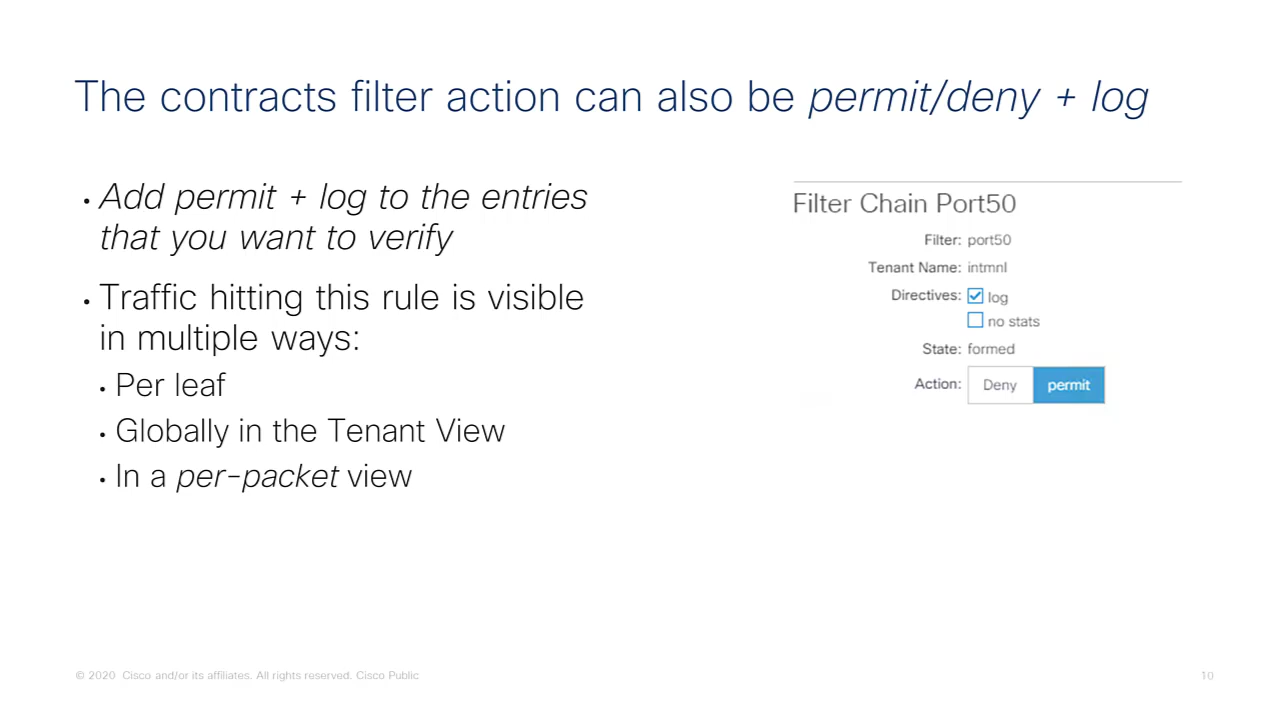 The contracts filter action can also be permit/deny + log
• Add permit + log to the entries
that you want to verify
• Traffic hitting this rule is visible
in multiple ways:
• Per leaf
• Globally in the Tenant View
• In a per-packet view
Filter Chain Port50
Filter: port50
Tenant Name: intmnl
Directives: log
no stats
State: formed
Action: Deny permit
© 2020 Cisco and/or its affiliates. All rights reserved. Cisco Public
10